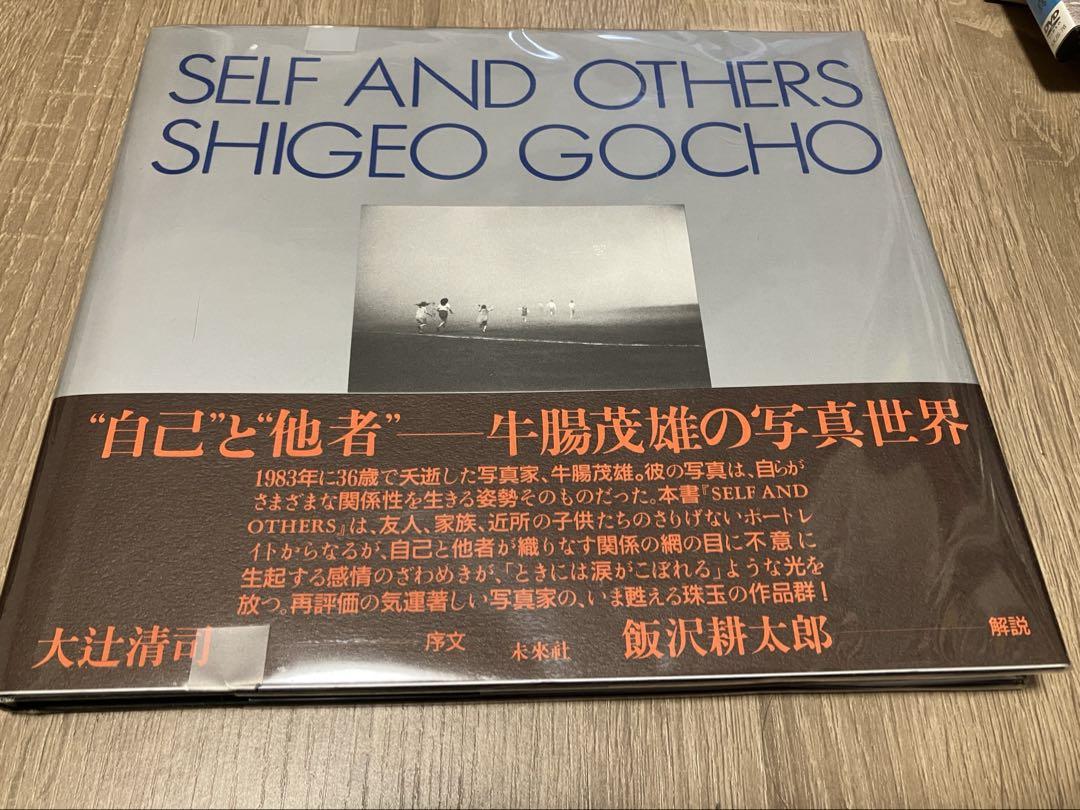 SELF AND OTHERS
SHIGEO GOCHO
“自己”と“他者”——牛腸茂雄の写真世界
1983年に36歳で夭逝した写真家、牛腸茂雄。彼の写真は、自らが
さまざまな関係性を生きる姿勢そのものだった。本書『SELF AND
OTHERS』は、友人、家族、近所の子供たちのさりげないポートレ
イトからなるが、自己と他者が織りなす関係の網の目に不意に
生起する感情のざわめきが、「ときには涙がこぼれる」ような光を
放つ。再評価の気運著しい写真家の、いま甦える珠玉の作品群！
大辻清司 序文 未來社 飯沢耕太郎 解説
DVD